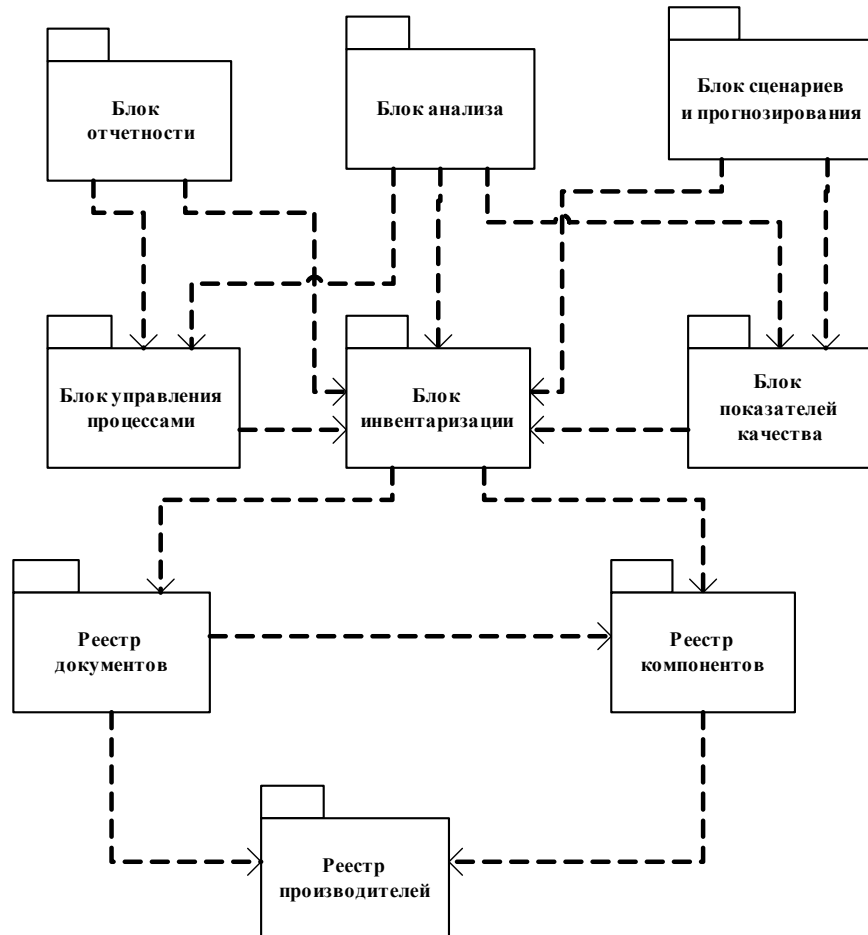 Блок
отчетности
Блок анализа
Блок сценариев
и прогнозирования
Блок управления
процессами
Блок
инвентаризации
Блок
показателей
качества
Реестр
документов
Реестр
компонентов
Реестр
производителей